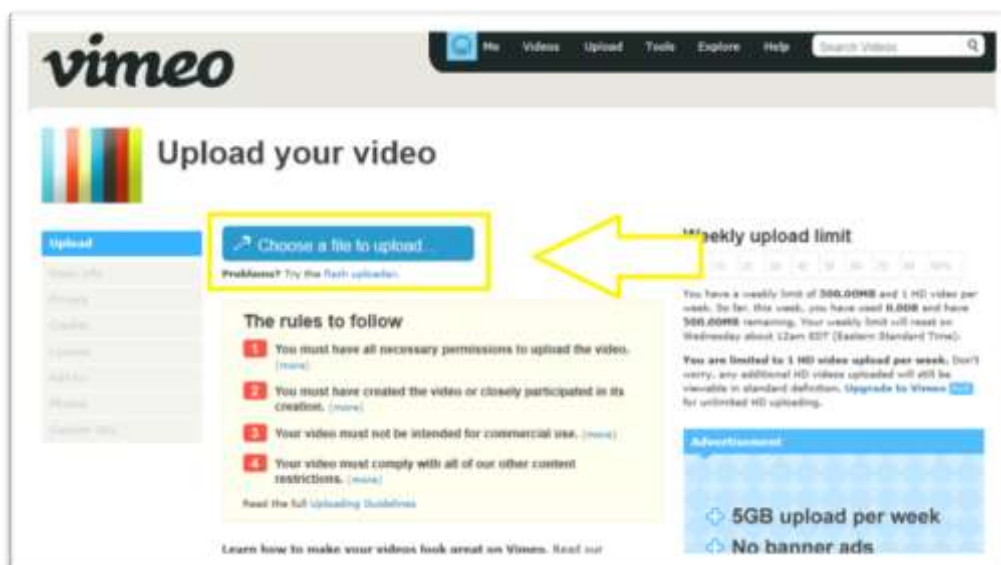 vimeo
Me Videos Upload Tools Explore Help Search Videos
Upload your video
Upload
Choose a file to upload...
Problems? Try the flash uploader.
The rules to follow
1 You must have all necessary permissions to upload the video.
(more)
2 You must have created the video or closely participated in its
creation. (more)
3 Your video must not be intended for commercial use. (more)
4 Your video must comply with all of our other content
restrictions. (more)
Read the full Uploading Guidelines
Learn how to make your videos look great on Vimeo. Read our
Weekly upload limit
You have a weekly limit of 500.00MB and 1 HD video per
week. So far, this week, you have used 0.00B and have
500.00MB remaining. Your weekly limit will reset on
Wednesday about 12am EDT (Eastern Standard Time).
You are limited to 1 HD video upload per week. Don't
worry, any additional HD videos uploaded will still be
viewable in standard definition. Upgrade to Vimeo
for unlimited HD uploading.
Advertisement
5GB upload per week
No banner ads